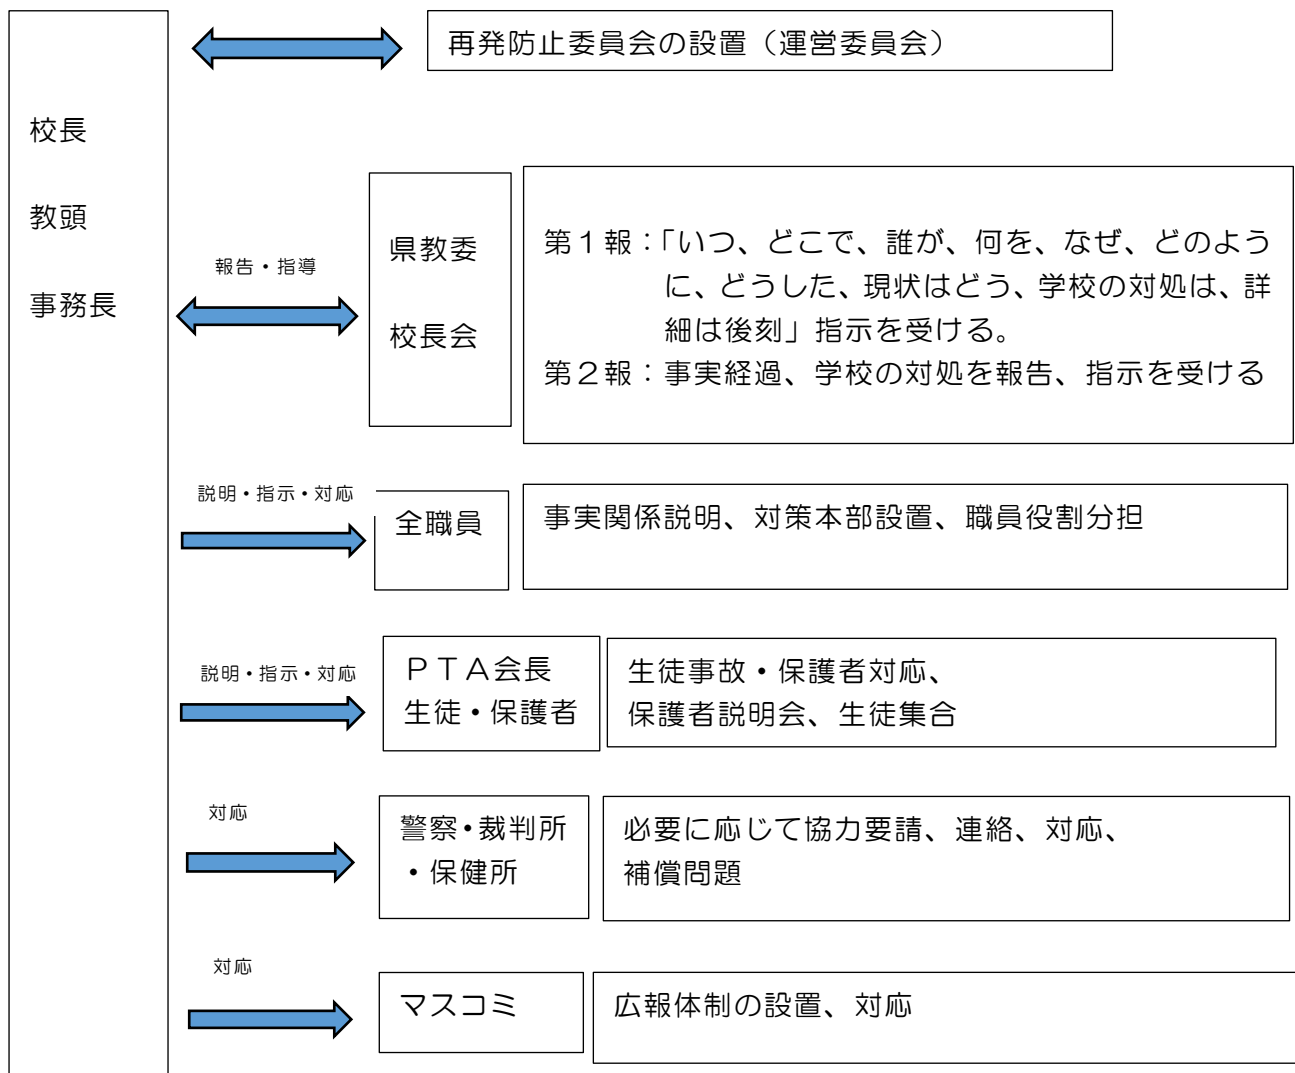 再発防止委員会の設置（運営委員会）
校長
教頭
事務長
報告・指導
県教委
校長会
第１報：「いつ、どこで、誰が、何を、なぜ、どのよう
に、どうした、現状はどう、学校の対処は、詳
細は後刻」指示を受ける。
第２報：事実経過、学校の対処を報告、指示を受ける
説明・指示・対応
全職員
事実関係説明、対策本部設置、職員役割分担
説明・指示・対応
ＰＴＡ会長
生徒・保護者
生徒事故・保護者対応、
保護者説明会、生徒集合
対応
警察・裁判所
・保健所
必要に応じて協力要請、連絡、対応、
補償問題
対応
マスコミ
広報体制の設置、対応